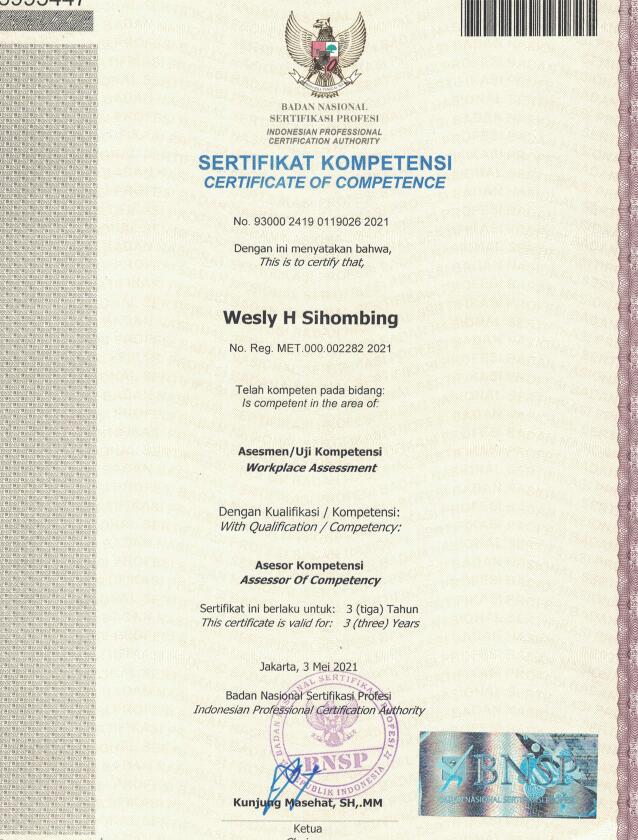 BADAN NASIONAL
SERTIFIKASI PROFESI
INDONESIAN PROFESSIONAL
CERTIFICATION AUTHORITY
SERTIFIKAT KOMPETENSI
CERTIFICATE OF COMPETENCE
No. 93000 2419 0119026 2021
Dengan ini menyatakan bahwa,
This is to certify that,
Wesly H Sihombing
No. Reg. MET.000.002282 2021
Telah kompeten pada bidang:
Is competent in the area of:
Asesmen/Uji Kompetensi
Workplace Assessment
Dengan Kualifikasi / Kompetensi:
With Qualification / Competency:
Asesor Kompetensi
Assessor Of Competency
Sertifikat ini berlaku untuk: 3 (tiga) Tahun
This certificate is valid for: 3 (three) Years
Jakarta, 3 Mei 2021
Badan Nasional Sertifikasi Profesi
Indonesian Professional Certification Authority
BADAN NASIONAL SERTIFIKASI PROFESI
BNSP
REPUBLIK INDONESIA
BNSP
BADAN NASIONAL SERTIFIKASI PROFESI
Kunjung Masehat, SH,.MM
Ketua